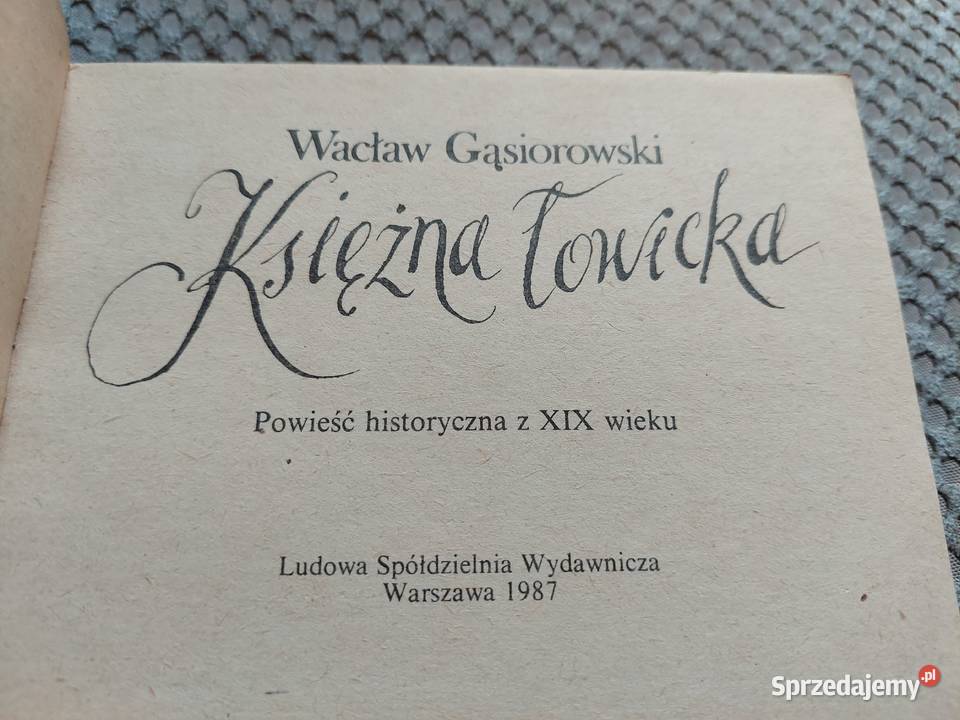 Wacław Gąsiorowski
Księżna Łowicka
Powieść historyczna z XIX wieku
Ludowa Spółdzielnia Wydawnicza
Warszawa 1987
Sprzedajemy.pl